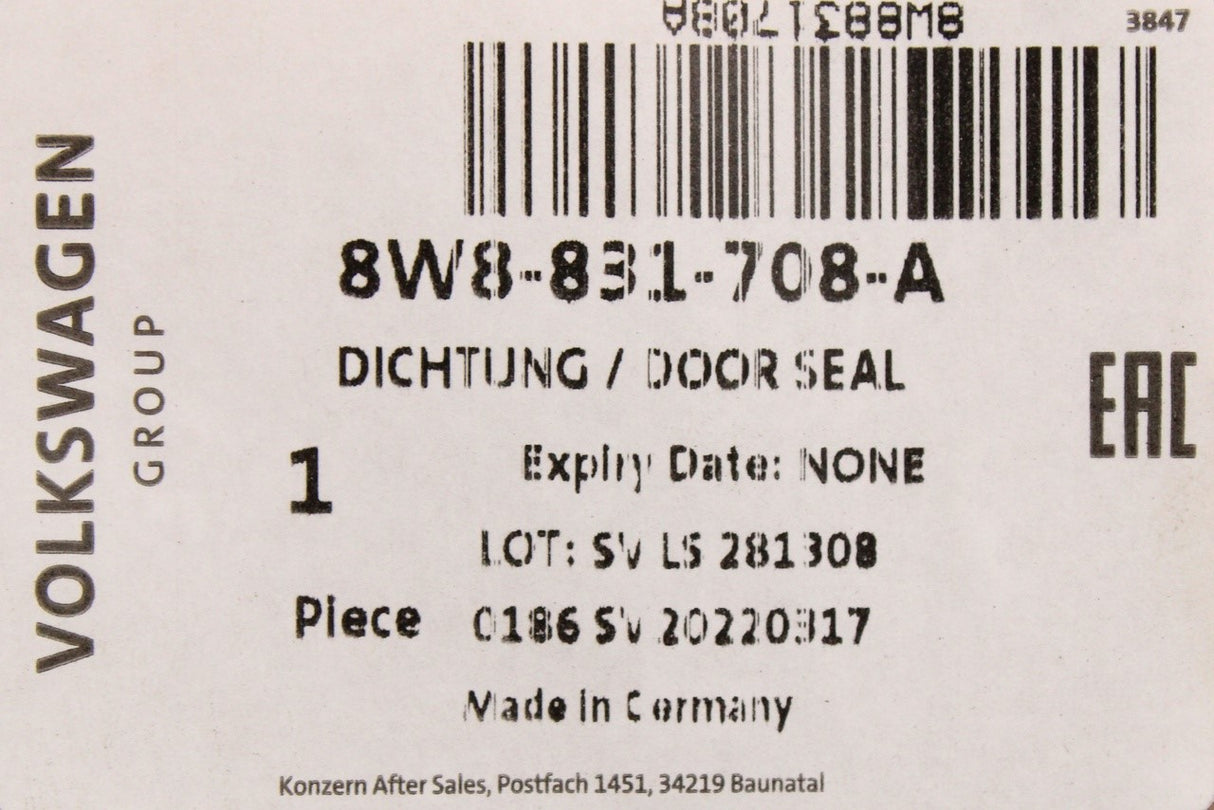 8W8831708A
3847
8W8-831-708-A
DICHTUNG / DOOR SEAL
EAC
1
Expiry Date: NONE
LOT: SV LS 281308
Piece
0186 SV 20220317
Made in Germany
Konzern After Sales, Postfach 1451, 34219 Baunatal
VOLKSWAGEN
GROUP